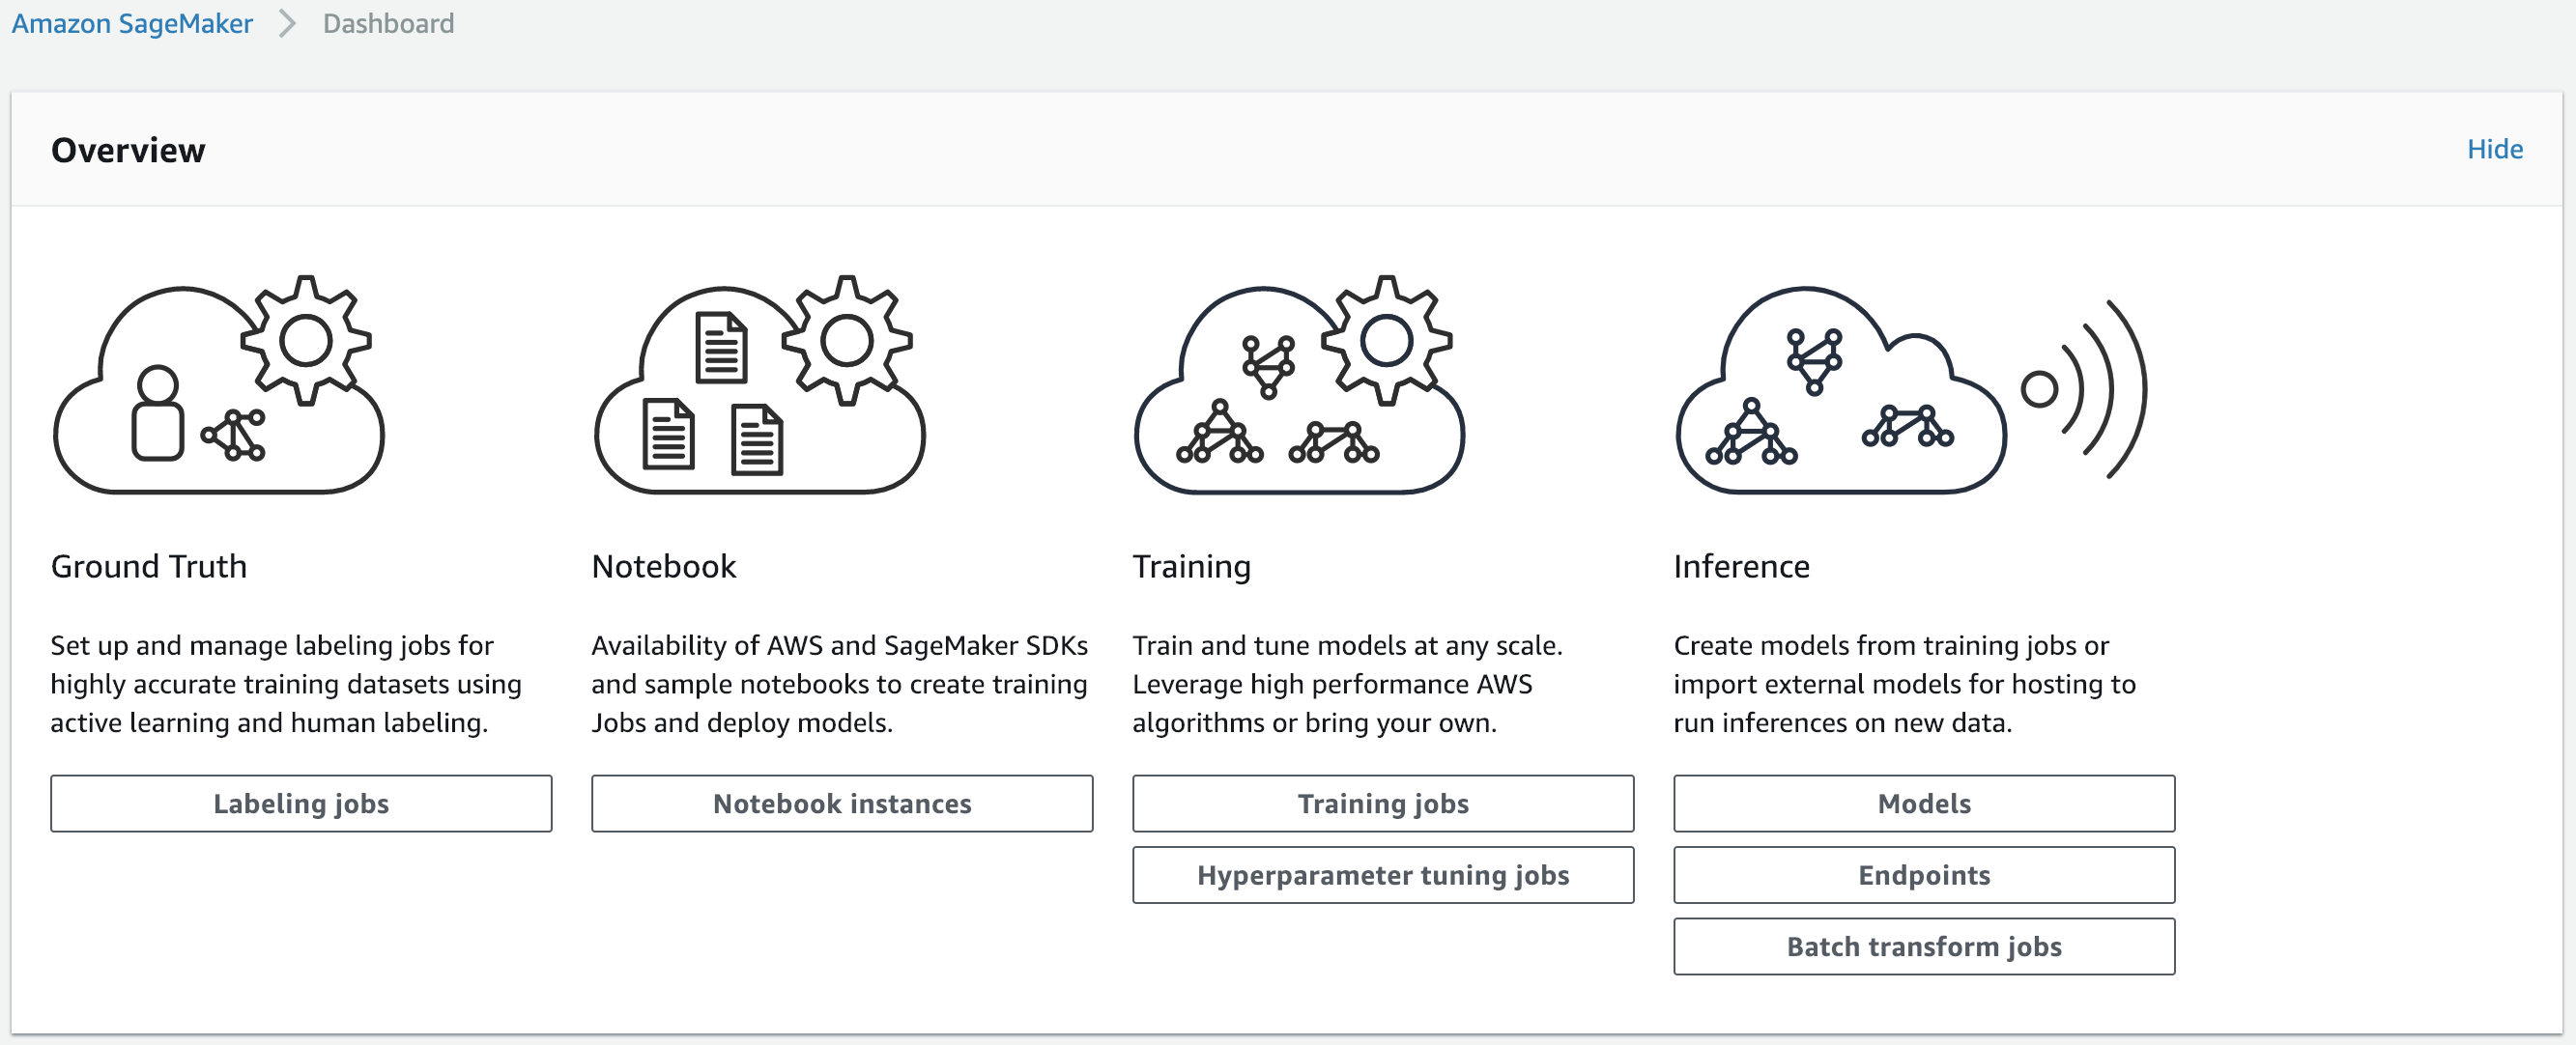 Amazon SageMaker > Dashboard
Overview
Hide
Ground Truth
Set up and manage labeling jobs for
highly accurate training datasets using
active learning and human labeling.
Labeling jobs
Notebook
Availability of AWS and SageMaker SDKs
and sample notebooks to create training
Jobs and deploy models.
Notebook instances
Training
Train and tune models at any scale.
Leverage high performance AWS
algorithms or bring your own.
Training jobs
Hyperparameter tuning jobs
Inference
Create models from training jobs or
import external models for hosting to
run inferences on new data.
Models
Endpoints
Batch transform jobs